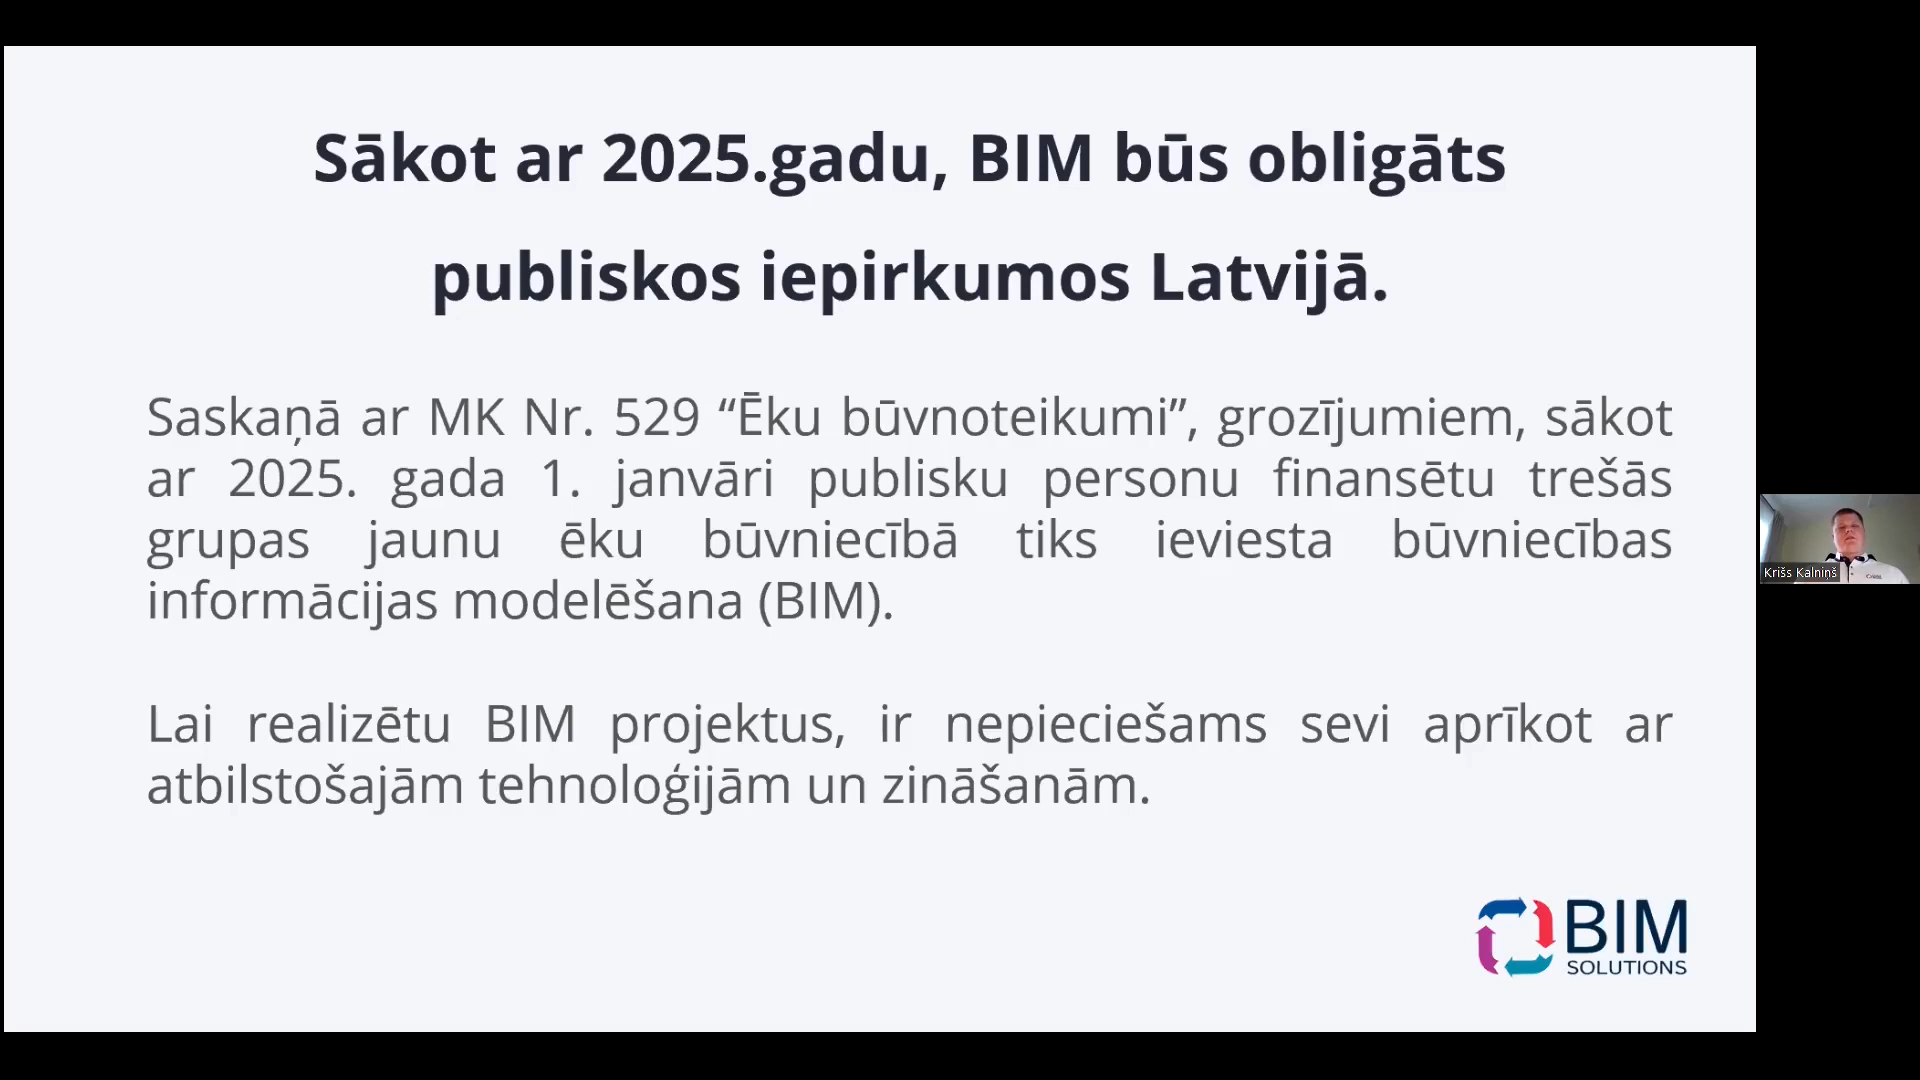 Sākot ar 2025.gadu, BIM būs obligāts
publiskos iepirkumos Latvijā.
Saskaņā ar MK Nr. 529 “Ēku būvnoteikumi”, grozījumiem, sākot
ar 2025. gada 1. janvāri publisku personu finansētu trešās
grupas jaunu ēku būvniecībā tiks ieviesta būvniecības
informācijas modelēšana (BIM).
Lai realizētu BIM projektus, ir nepieciešams sevi aprīkot ar
atbilstošajām tehnoloģijām un zināšanām.
Krišs Kalniņš
BIM
SOLUTIONS